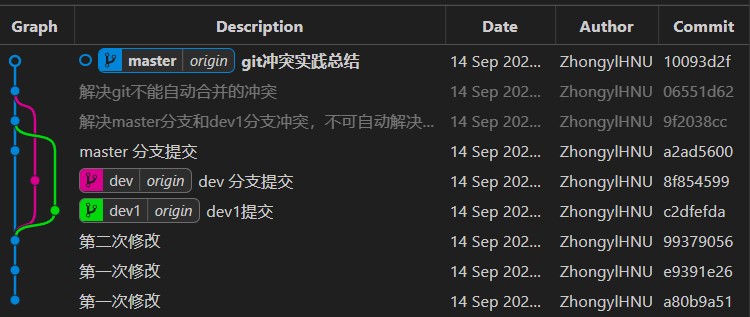 Graph Description Date Author Commit
master origin git冲突实践总结 14 Sep 202... ZhongylHNU 10093d2f
解决git不能自动合并的冲突 14 Sep 202... ZhongylHNU 06551d62
解决master分支和dev1分支冲突，不可自动解决... 14 Sep 202... ZhongylHNU 9f2038cc
master 分支提交 14 Sep 202... ZhongylHNU a2ad5600
dev origin dev 分支提交 14 Sep 202... ZhongylHNU 8f854599
dev1 origin dev1提交 14 Sep 202... ZhongylHNU c2dfefda
第二次修改 14 Sep 202... ZhongylHNU 99379056
第一次修改 14 Sep 202... ZhongylHNU e9391e26
第一次修改 14 Sep 202... ZhongylHNU a80b9a51